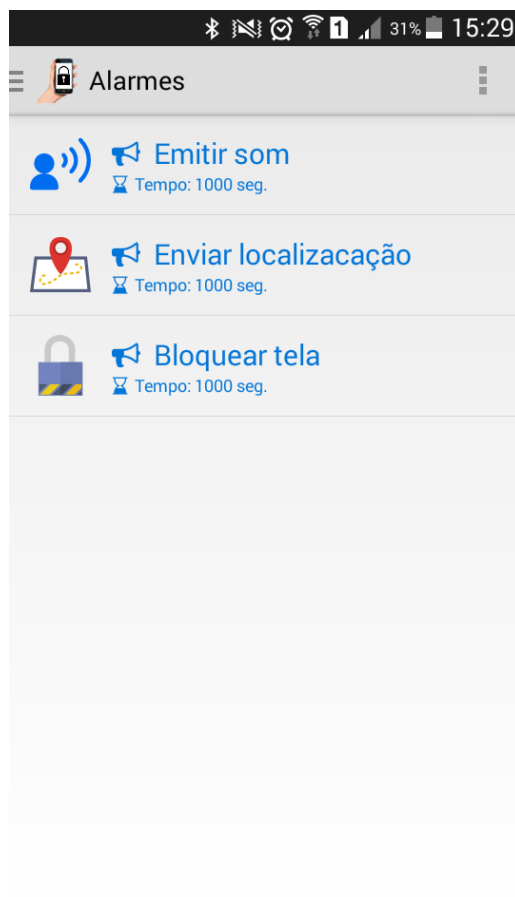 1 31% 15:29
Alarmes
Emitir som
Tempo: 1000 seg.
Enviar localizacação
Tempo: 1000 seg.
Bloquear tela
Tempo: 1000 seg.